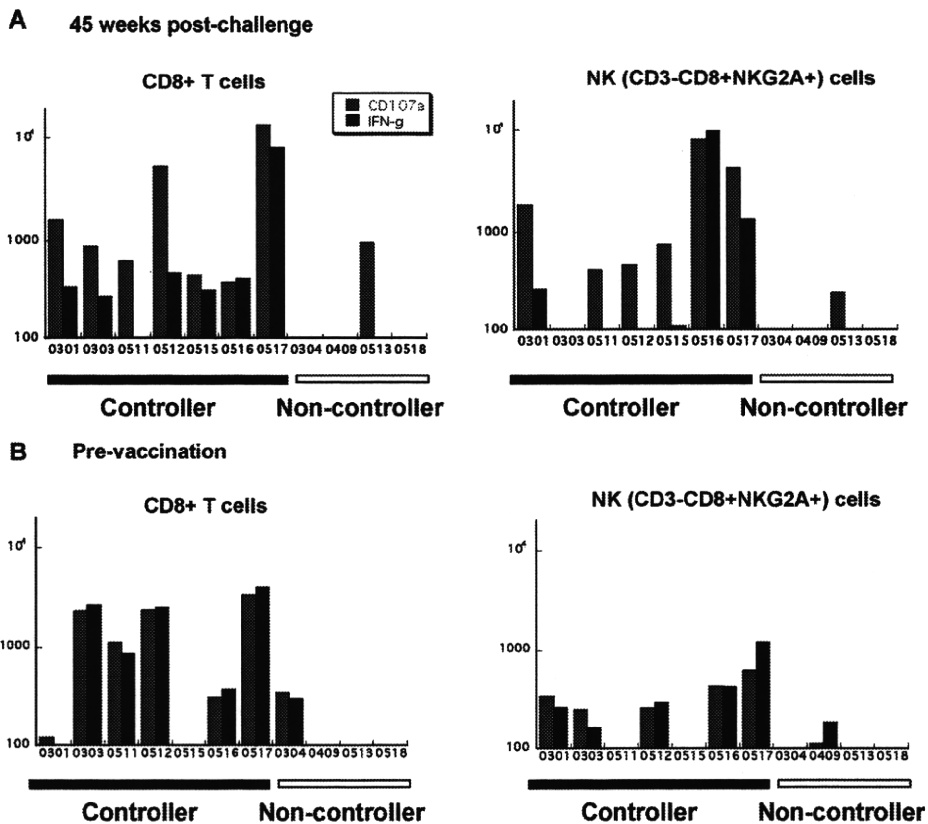 A 45 weeks post-challenge
CD8+ T cells
CD107a
IFN-g
10⁴
1000
100
0301 0303 0511 0512 0515 0516 0517 0304 0409 0513 0518
Controller Non-controller
NK (CD3-CD8+NKG2A+) cells
10⁴
1000
100
0301 0303 0511 0512 0515 0516 0517 0304 0409 0513 0518
Controller Non-controller
B Pre-vaccination
CD8+ T cells
10⁴
1000
100
0301 0303 0511 0512 0515 0516 0517 0304 0409 0513 0518
Controller Non-controller
NK (CD3-CD8+NKG2A+) cells
10⁴
1000
100
0301 0303 0511 0512 0515 0516 0517 0304 0409 0513 0518
Controller Non-controller